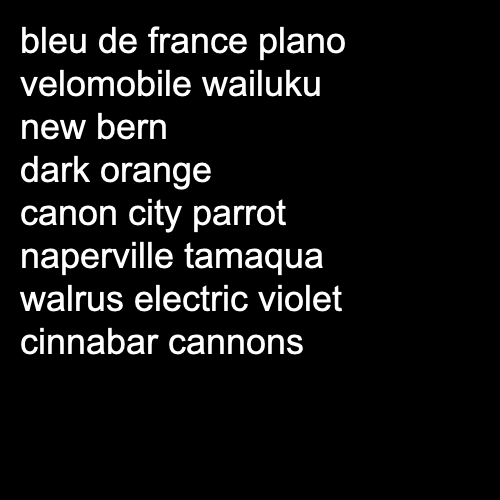 bleu de france plano
velomobile wailuku
new bern
dark orange
canon city parrot
naperville tamaqua
walrus electric violet
cinnabar cannons